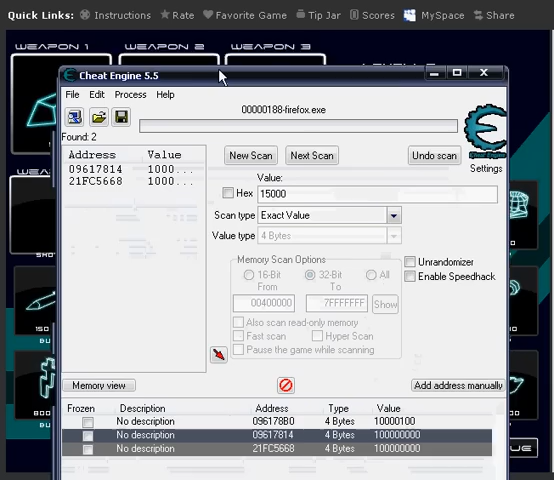 Quick Links: Instructions Rate Favorite Game Tip Jar Scores MySpace Share
WEAPON 1 WEAPON 2 WEAPON 3
Cheat Engine 5.5
File Edit Process Help
00000188-firefox.exe
Found: 2
Address Value
09617814 1000...
21FC5668 1000...
New Scan Next Scan Undo scan
Cheat Engine
Settings
Value:
Hex 15000
Scan type Exact Value
Value type 4 Bytes
Memory Scan Options
16-Bit 32-Bit All
From To
00400000 7FFFFFFF Show
Also scan read-only memory
Fast scan Hyper Scan
Pause the game while scanning
Unrandomizer
Enable Speedhack
Memory view Add address manually
Frozen Description Address Type Value
No description 096178B0 4 Bytes 10000100
No description 09617814 4 Bytes 100000000
No description 21FC5668 4 Bytes 100000000